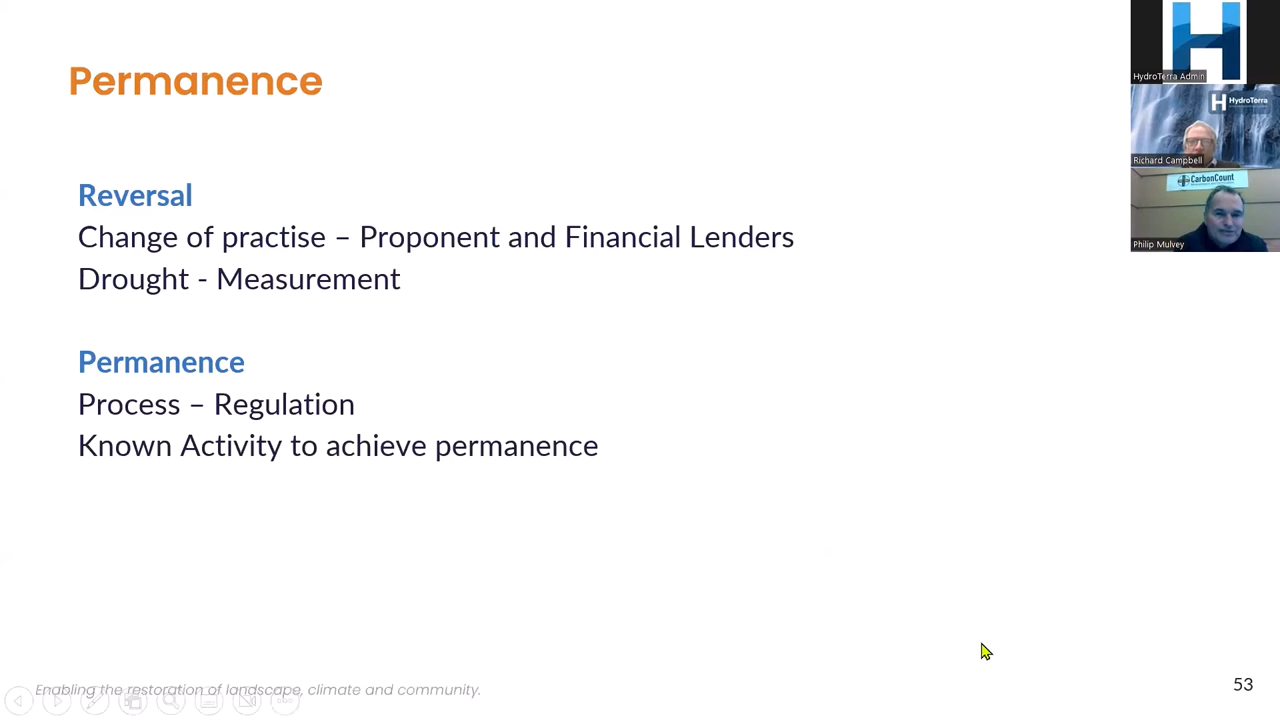 Permanence
Reversal
Change of practise – Proponent and Financial Lenders
Drought - Measurement
Permanence
Process – Regulation
Known Activity to achieve permanence
Enabling the restoration of landscape, climate and community.
53
H
HydroTerra Admin
H HydroTerra
Richard Campbell
CarbonCount
Philip Mulvey